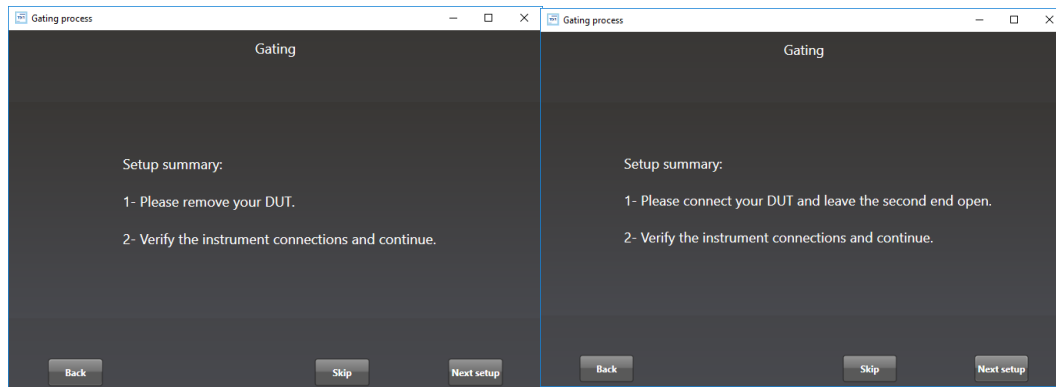 Gating process
Gating
Setup summary:
1- Please remove your DUT.
2- Verify the instrument connections and continue.
Back
Skip
Next setup
Gating process
Gating
Setup summary:
1- Please connect your DUT and leave the second end open.
2- Verify the instrument connections and continue.
Back
Skip
Next setup